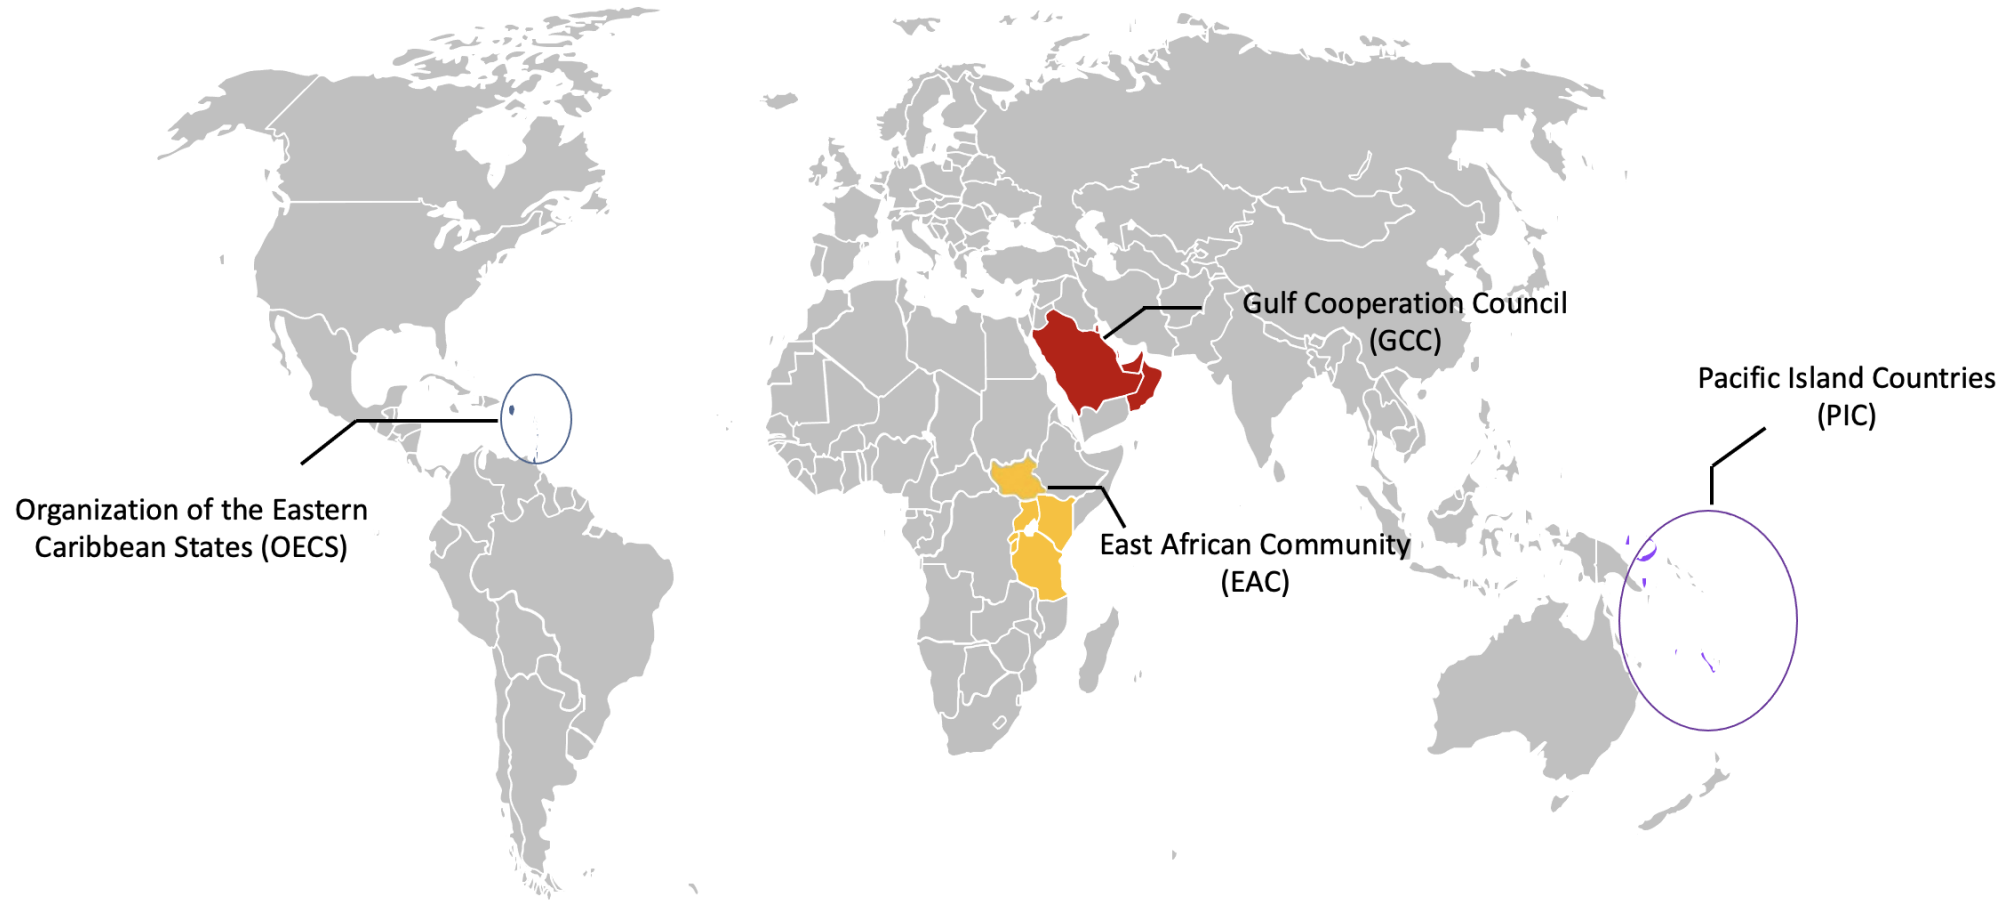 Gulf Cooperation Council
(GCC)
Pacific Island Countries
(PIC)
Organization of the Eastern
Caribbean States (OECS)
East African Community
(EAC)